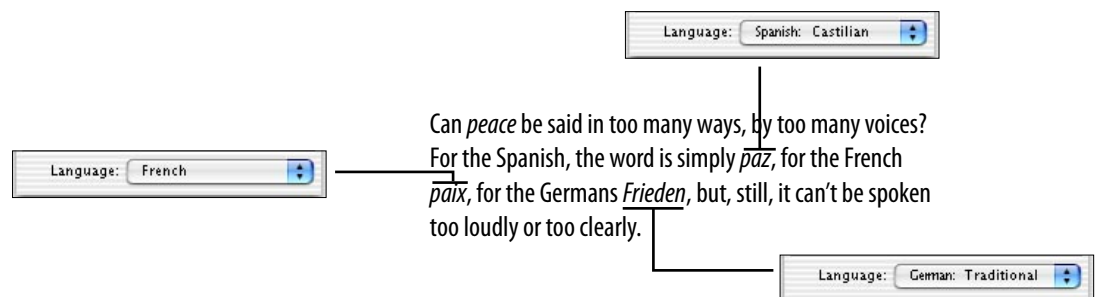 Language: Spanish: Castilian
Can peace be said in too many ways, by too many voices?
For the Spanish, the word is simply paz, for the French
Language: French
paix, for the Germans Frieden, but, still, it can't be spoken
too loudly or too clearly.
Language: German: Traditional